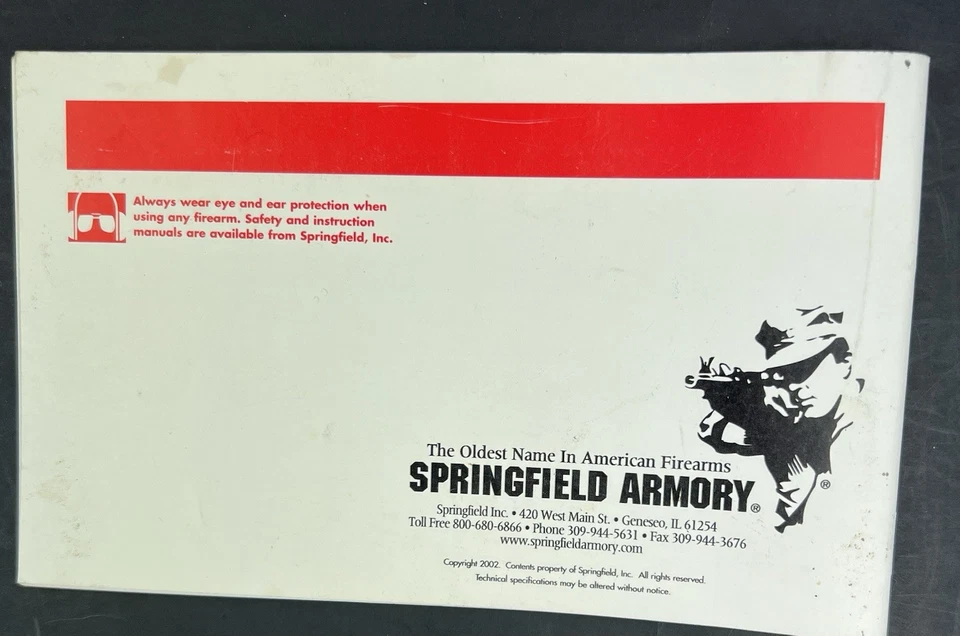 Always wear eye and ear protection when
using any firearm. Safety and instruction
manuals are available from Springfield, Inc.
The Oldest Name In American Firearms
SPRINGFIELD ARMORY®
®
Springfield Inc. • 420 West Main St. • Geneseo, IL 61254
Toll Free 800-680-6866 • Phone 309-944-5631 • Fax 309-944-3676
www.springfieldarmory.com
Copyright 2002. Contents property of Springfield, Inc. All rights reserved.
Technical specifications may be altered without notice.